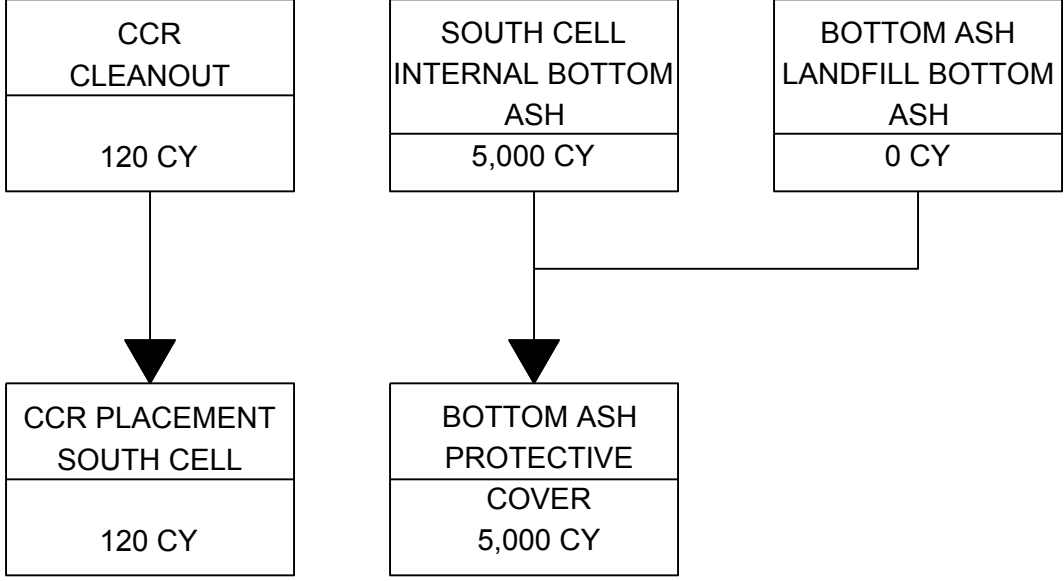 CCR
CLEANOUT
120 CY
SOUTH CELL
INTERNAL BOTTOM
ASH
5,000 CY
BOTTOM ASH
LANDFILL BOTTOM
ASH
0 CY
CCR PLACEMENT
SOUTH CELL
120 CY
BOTTOM ASH
PROTECTIVE
COVER
5,000 CY